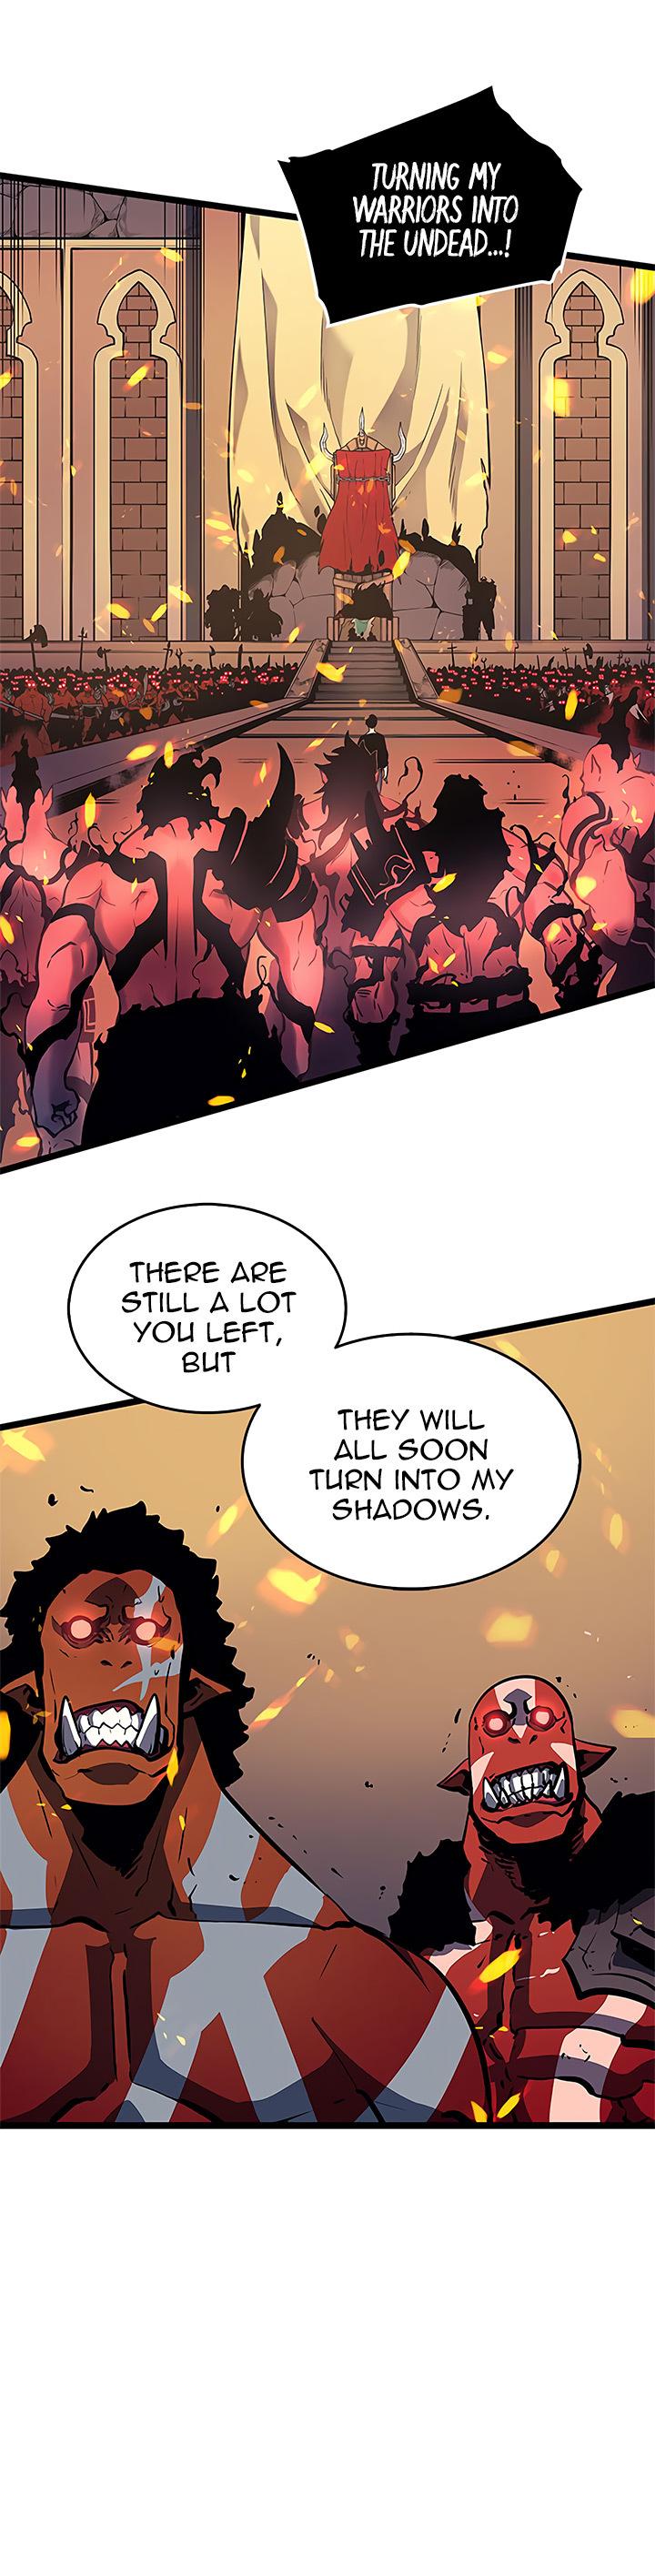 TURNING MY
WARRIORS INTO
THE UNDEAD...!
THERE ARE
STILL A LOT
YOU LEFT,
BUT
THEY WILL
ALL SOON
TURN INTO MY
SHADOWS.